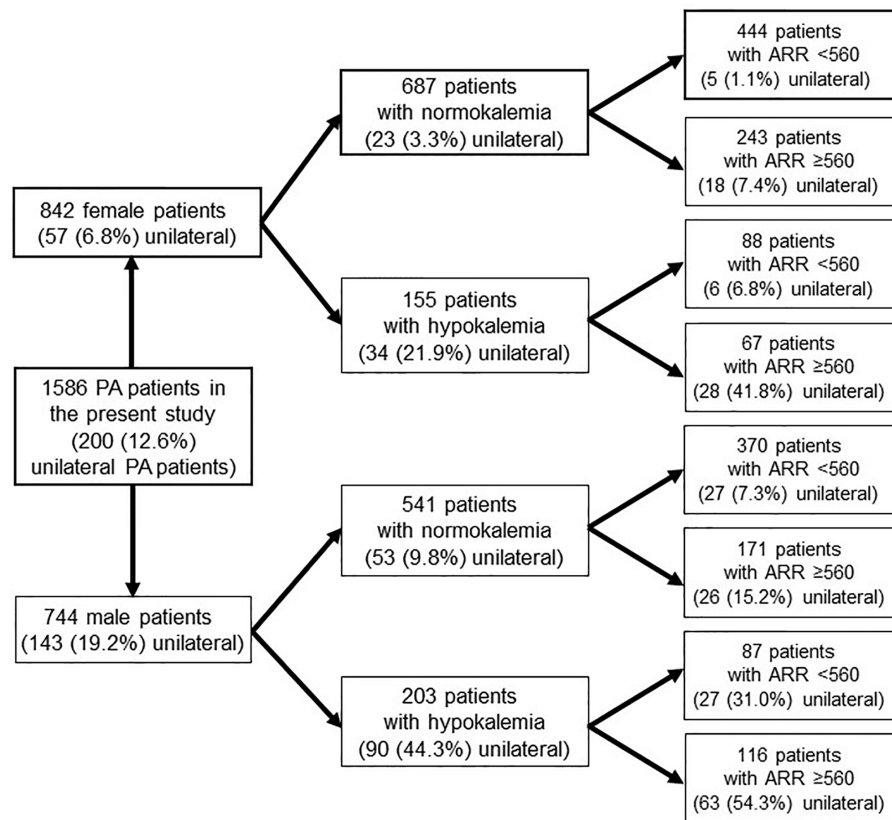 1586 PA patients in
the present study
(200 (12.6%)
unilateral PA patients)
842 female patients
(57 (6.8%) unilateral)
687 patients
with normokalemia
(23 (3.3%) unilateral)
444 patients
with ARR <560
(5 (1.1%) unilateral)
243 patients
with ARR ≥560
(18 (7.4%) unilateral)
155 patients
with hypokalemia
(34 (21.9%) unilateral)
88 patients
with ARR <560
(6 (6.8%) unilateral)
67 patients
with ARR ≥560
(28 (41.8%) unilateral)
744 male patients
(143 (19.2%) unilateral)
541 patients
with normokalemia
(53 (9.8%) unilateral)
370 patients
with ARR <560
(27 (7.3%) unilateral)
171 patients
with ARR ≥560
(26 (15.2%) unilateral)
203 patients
with hypokalemia
(90 (44.3%) unilateral)
87 patients
with ARR <560
(27 (31.0%) unilateral)
116 patients
with ARR ≥560
(63 (54.3%) unilateral)